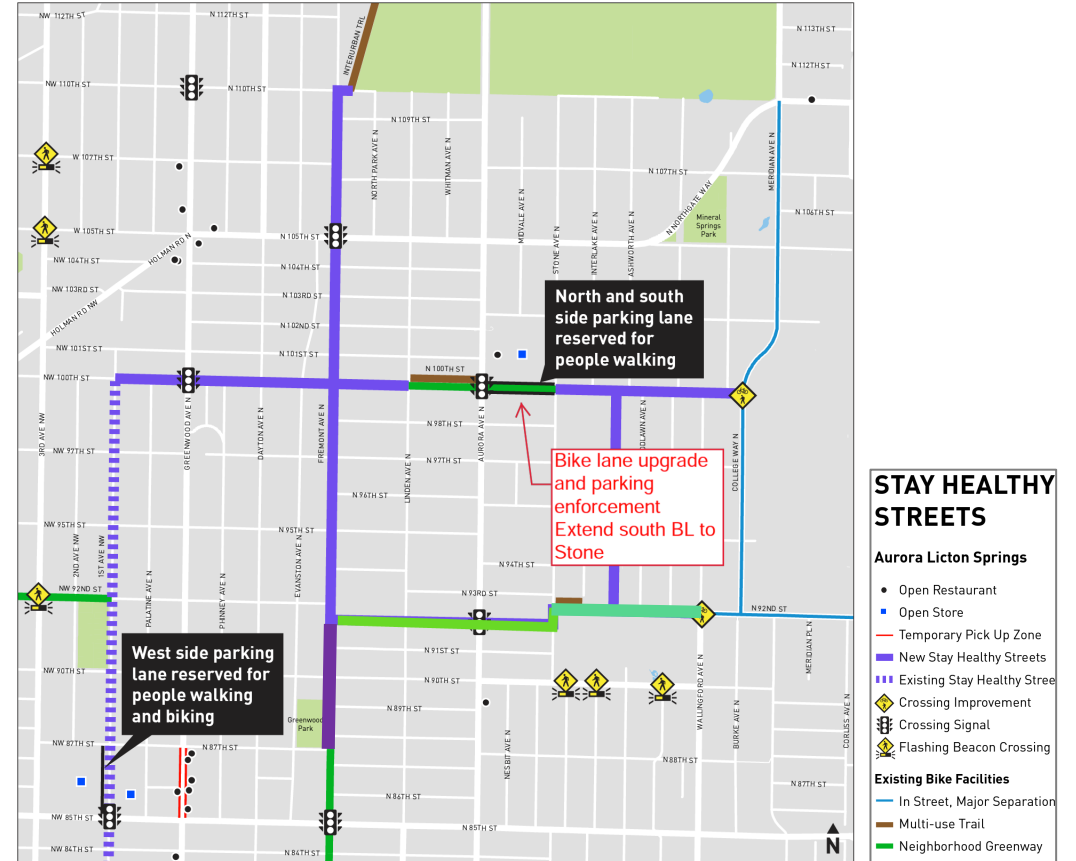 NW 112TH ST
N 112TH ST
INTERURBAN TRL
N 113TH ST
N 112TH ST
NW 110TH ST
N 110TH ST
N 109TH ST
NORTH PARK AVE N
WHITMAN AVE N
MERIDIAN AVE N
W 107TH ST
N 107TH ST
N NORTHGATE WAY
Mineral
Springs
Park
N 106TH ST
MIDVALE AVE N
STONE AVE N
INTERLAKE AVE N
ASHWORTH AVE N
W 105TH ST
N 105TH ST
HOLMAN RD N
NW 104TH ST
N 104TH ST
NW 103RD ST
N 103RD ST
HOLMAN RD NW
N 102ND ST
North and south
side parking lane
reserved for
people walking
NW 101ST ST
N 101ST ST
NW 100TH ST
N 100TH ST
3RD AVE NW
GREENWOOD AVE N
DAYTON AVE N
FREMONT AVE N
LINDEN AVE N
AURORA AVE N
DLAWN AVE N
COLLEGE WAY N
N 98TH ST
NW 97TH ST
N 97TH ST
N 96TH ST
Bike lane upgrade
and parking
enforcement
Extend south BL to
Stone
NW 95TH ST
N 95TH ST
2ND AVE NW
1ST AVE NW
EVANSTON AVE N
N 94TH ST
PALATINE AVE N
PHINNEY AVE N
NW 92ND ST
N 93RD ST
N 92ND ST
N 91ST ST
MERIDIAN PL N
West side parking
lane reserved for
people walking
and biking
NW 90TH ST
N 90TH ST
WALLINGFORD AVE N
BURKE AVE N
CORLISS AVE N
N 89TH ST
Greenwood
Park
NESBIT AVE N
NW 87TH ST
N 87TH ST
N 88TH ST
N 87TH ST
N 86TH ST
NW 85TH ST
N 85TH ST
NW 84TH ST
N 84TH ST
N
STAY HEALTHY
STREETS
Aurora Licton Springs
Open Restaurant
Open Store
Temporary Pick Up Zone
New Stay Healthy Streets
Existing Stay Healthy Stree
Crossing Improvement
Crossing Signal
Flashing Beacon Crossing
Existing Bike Facilities
In Street, Major Separation
Multi-use Trail
Neighborhood Greenway